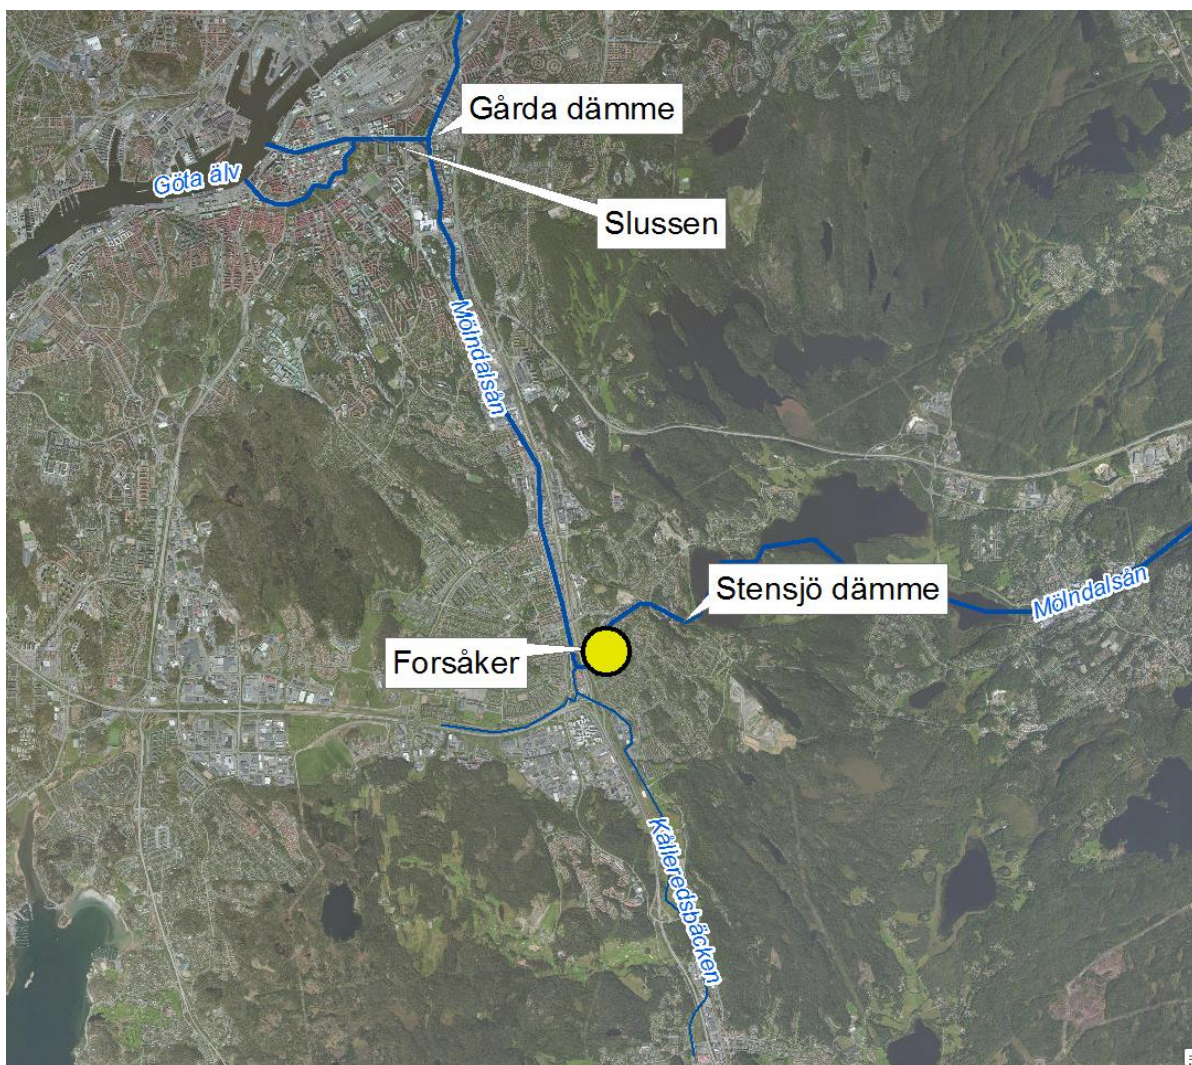 Gårda dämme
Göta älv
Slussen
Mölndalsån
Stensjö dämme
Mölndalsån
Forsåker
Kålleredsbäcken